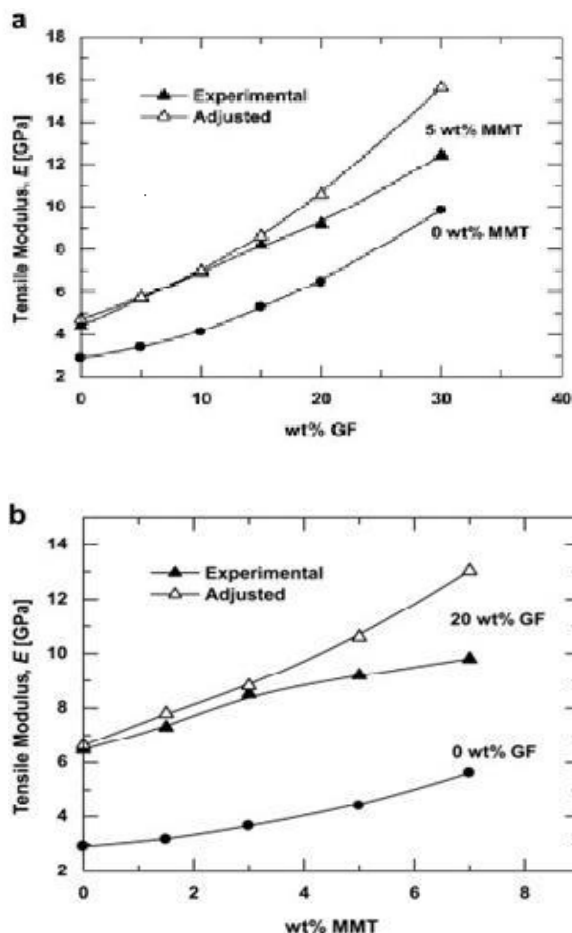 a
18
16
14
12
10
8
6
4
2
Tensile Modulus, E [GPa]
Experimental
Adjusted
5 wt% MMT
0 wt% MMT
0
10
20
30
40
wt% GF
b
14
12
10
8
6
4
2
Tensile Modulus, E [GPa]
Experimental
Adjusted
20 wt% GF
0 wt% GF
0
2
4
6
8
wt% MMT